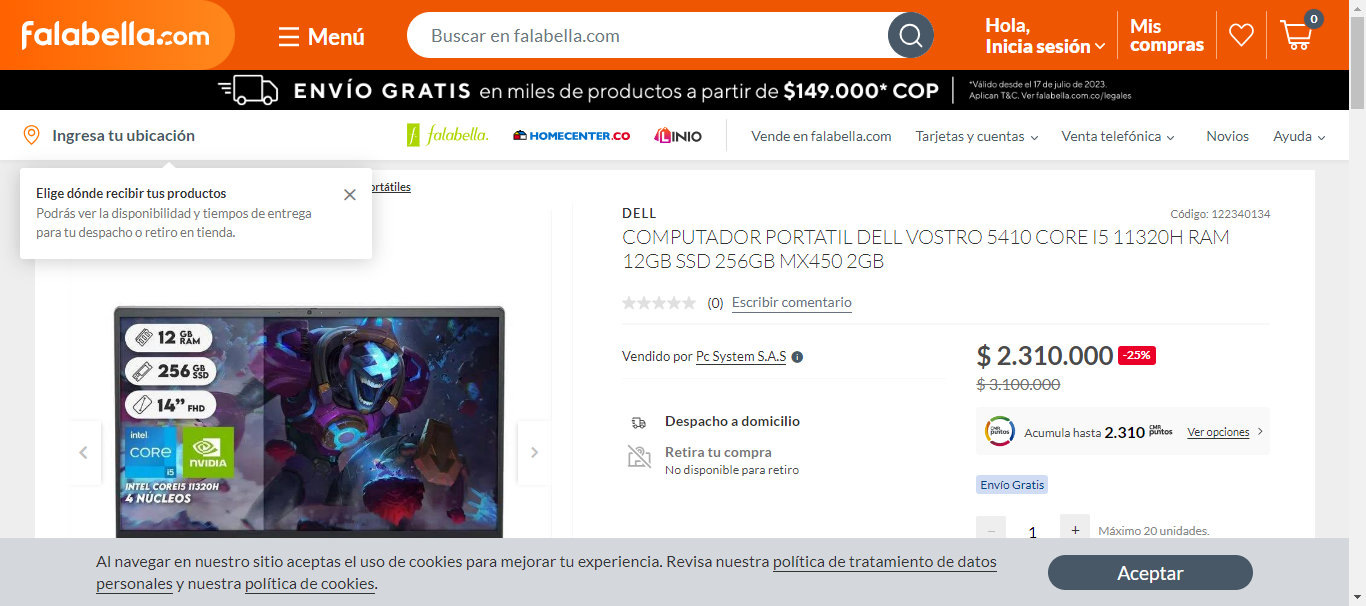 falabella.com
Menú
Buscar en falabella.com
Hola,
Inicia sesión
Mis
compras
0
ENVÍO GRATIS en miles de productos a partir de $149.000* COP
*Válido desde el 17 de julio de 2023.
Aplican T&C. Ver falabella.com.co/legales
Ingresa tu ubicación
falabella.
HOMECENTER.CO
LINIO
Vende en falabella.com
Tarjetas y cuentas
Venta telefónica
Novios
Ayuda
Elige dónde recibir tus productos
Podrás ver la disponibilidad y tiempos de entrega
para tu despacho o retiro en tienda.
ortátiles
DELL
Código: 122340134
COMPUTADOR PORTATIL DELL VOSTRO 5410 CORE I5 11320H RAM
12GB SSD 256GB MX450 2GB
(0) Escribir comentario
Vendido por Pc System S.A.S
$ 2.310.000 -25%
$ 3.100.000
Despacho a domicilio
Retira tu compra
No disponible para retiro
CMR puntos
Acumula hasta 2.310 CMR puntos Ver opciones
Envío Gratis
− 1 + Máximo 20 unidades.
12 GB RAM
256 GB SSD
14” FHD
intel
CORE
i5
NVIDIA
INTEL COREI5 11320H
4 NÚCLEOS
Al navegar en nuestro sitio aceptas el uso de cookies para mejorar tu experiencia. Revisa nuestra política de tratamiento de datos
personales y nuestra política de cookies.
Aceptar